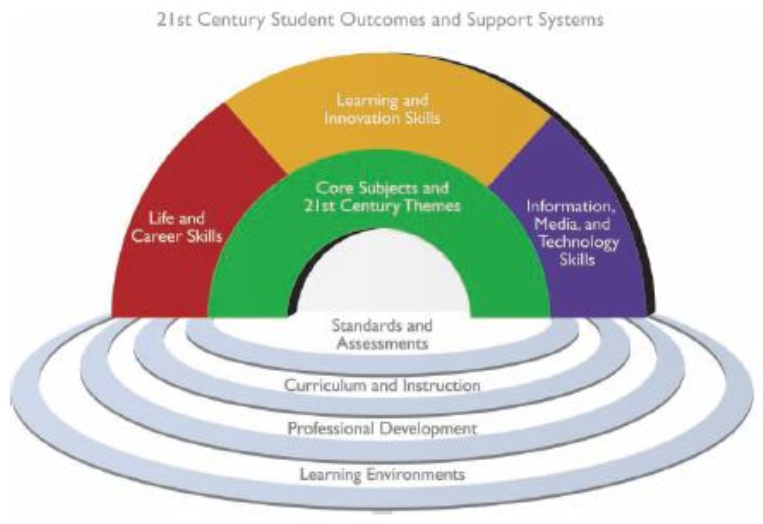 21st Century Student Outcomes and Support Systems
Learning and
Innovation Skills
Core Subjects and
21st Century Themes
Life and
Career Skills
Information,
Media, and
Technology
Skills
Standards and
Assessments
Curriculum and Instruction
Professional Development
Learning Environments